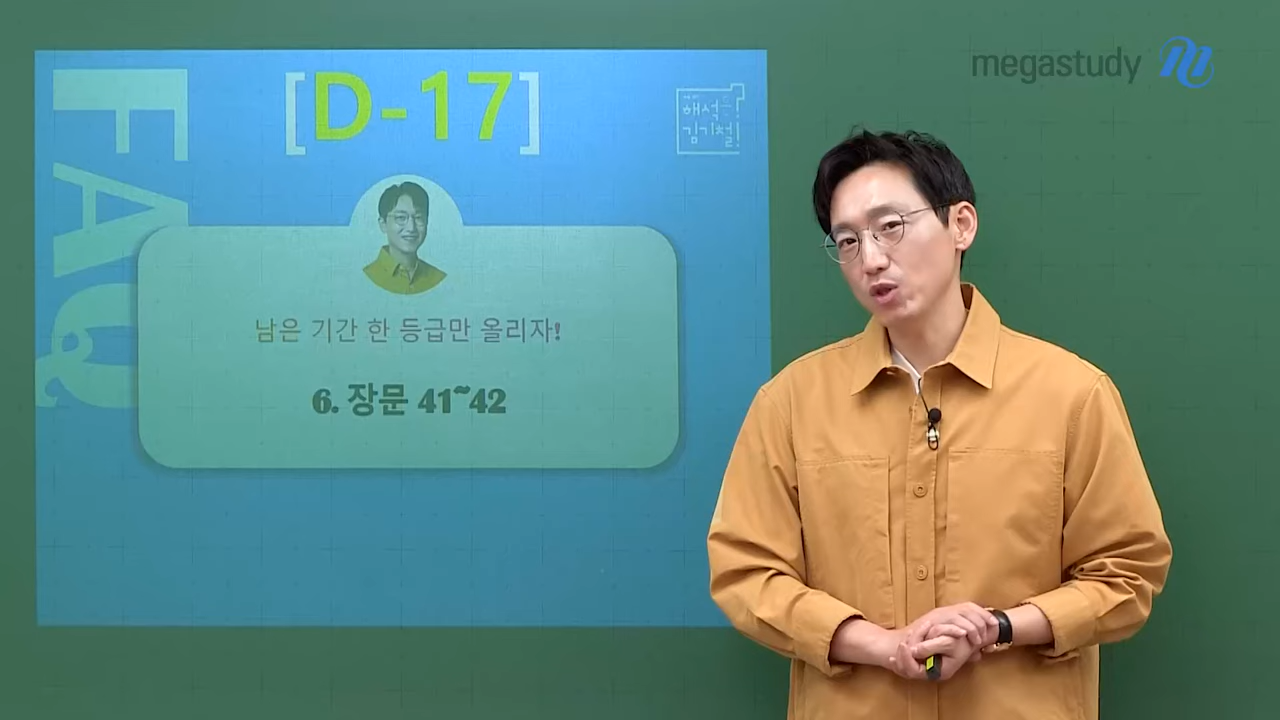 megastudy
FAQ
[D-17]
해석은
김기철!
남은 기간 한 등급만 올리자!
6. 장문 41~42